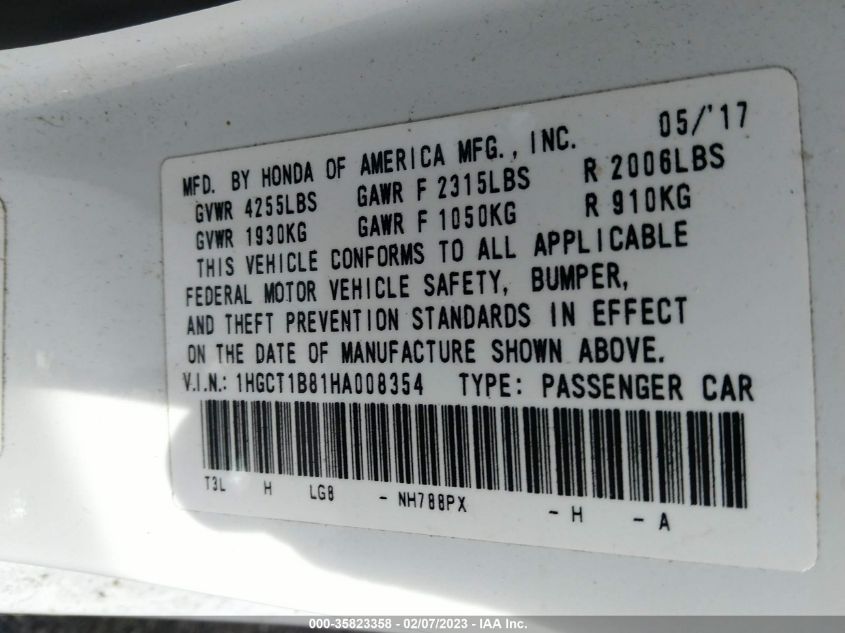 05/'17
MFD. BY HONDA OF AMERICA MFG., INC.
GVWR 4255LBS GAWR F 2315LBS R 2006LBS
GVWR 1930KG GAWR F 1050KG R 910KG
THIS VEHICLE CONFORMS TO ALL APPLICABLE
FEDERAL MOTOR VEHICLE SAFETY, BUMPER,
AND THEFT PREVENTION STANDARDS IN EFFECT
ON THE DATE OF MANUFACTURE SHOWN ABOVE.
V.I.N.: 1HGCT1B81HA008354 TYPE: PASSENGER CAR
T3L H LG8 - NH788PX - H - A
000-35823358 - 02/07/2023 - IAA Inc.